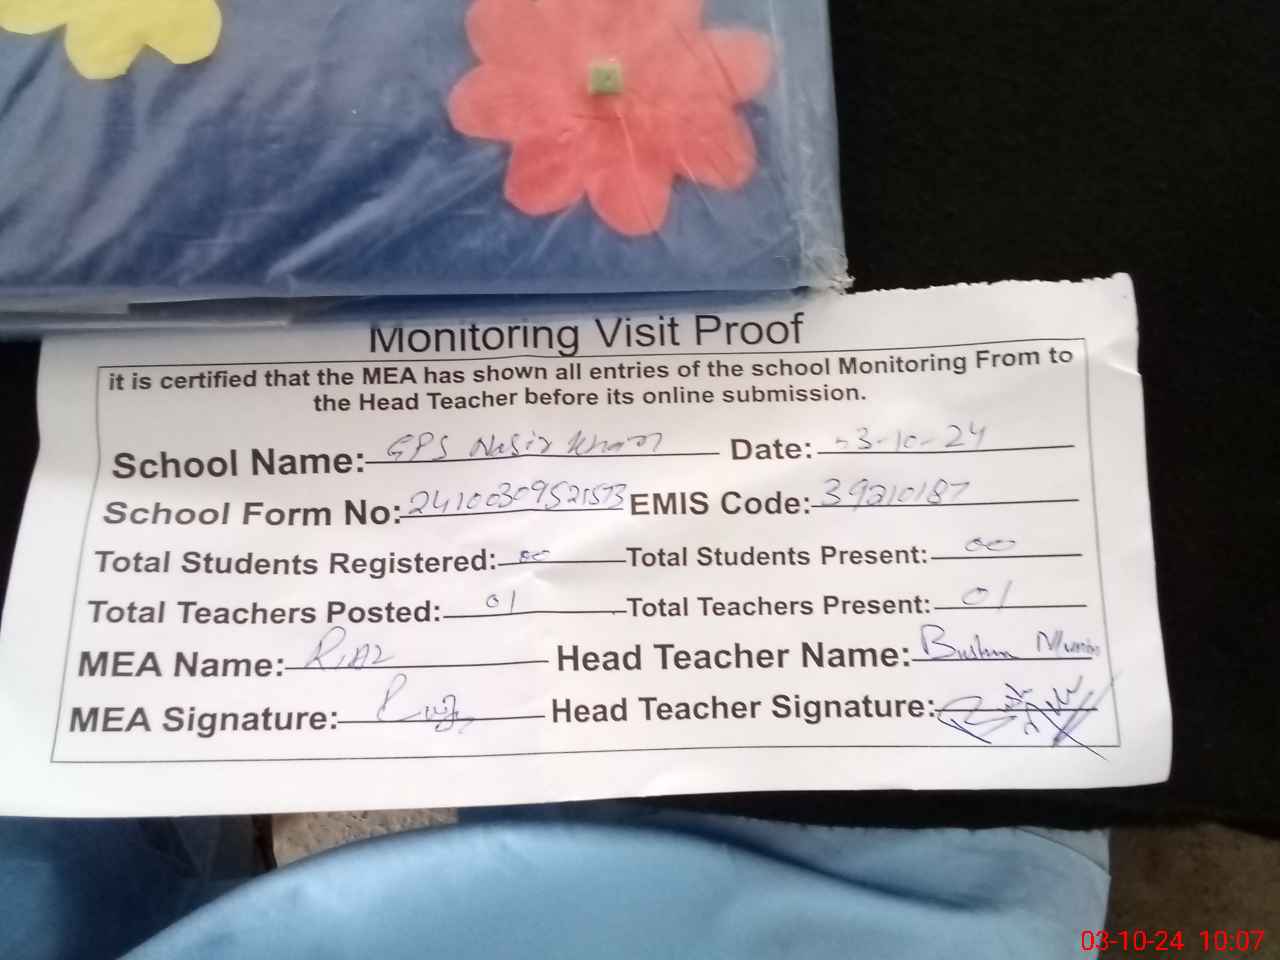 Monitoring Visit Proof
it is certified that the MEA has shown all entries of the school Monitoring From to
the Head Teacher before its online submission.
School Name: GPS Nasir Khan Date: 03-10-24
School Form No: 24100309521573 EMIS Code: 39210187
Total Students Registered: 00 Total Students Present: 00
Total Teachers Posted: 01 Total Teachers Present: 01
MEA Name: Riaz Head Teacher Name: Bushra
MEA Signature: Head Teacher Signature:
03-10-24 10:07